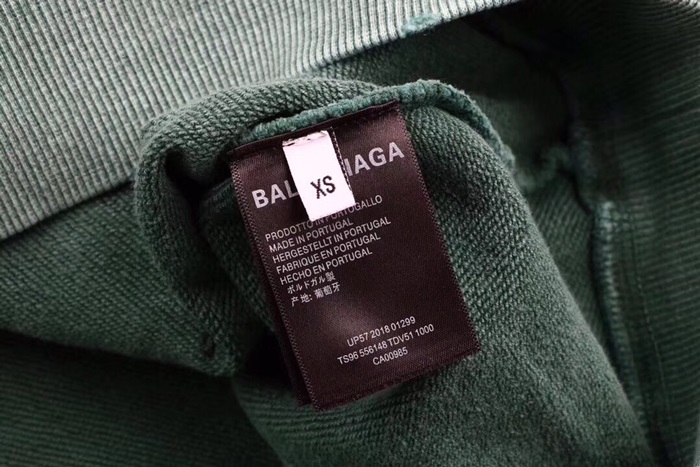 BAL
IAGA
XS
PRODOTTO IN PORTOGALLO
MADE IN PORTUGAL
HERGESTELLT IN PORTUGAL
FABRIQUE EN PORTUGAL
HECHO EN PORTUGAL
ポルトガル製
产地: 葡萄牙
UP57 2018 01299
TS96 556148 TDV51 1000
CA00985